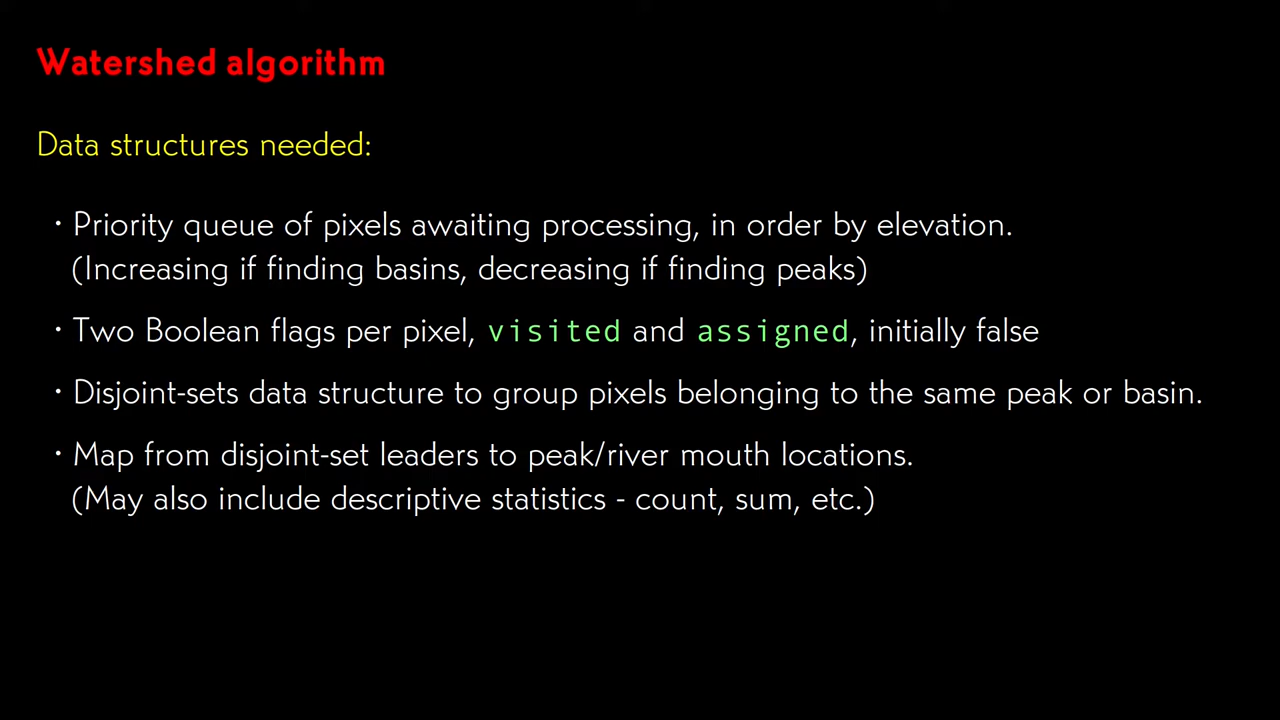 Watershed algorithm
Data structures needed:
• Priority queue of pixels awaiting processing, in order by elevation.
(Increasing if finding basins, decreasing if finding peaks)
• Two Boolean flags per pixel, visited and assigned, initially false
• Disjoint-sets data structure to group pixels belonging to the same peak or basin.
• Map from disjoint-set leaders to peak/river mouth locations.
(May also include descriptive statistics - count, sum, etc.)